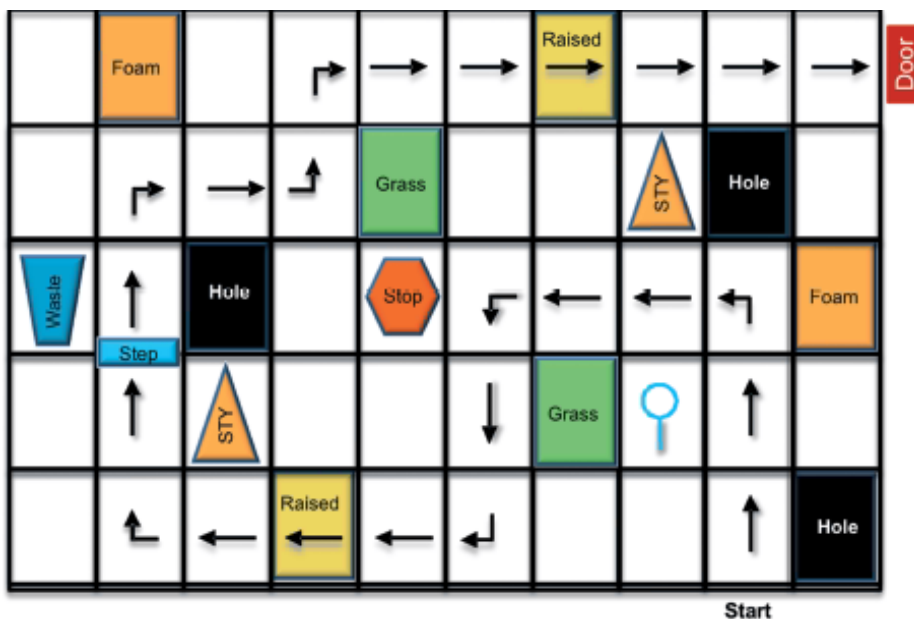 Foam
Raised
Door
Grass
STY
Hole
Waste
Hole
Stop
Foam
Step
STY
Grass
Raised
Hole
Start